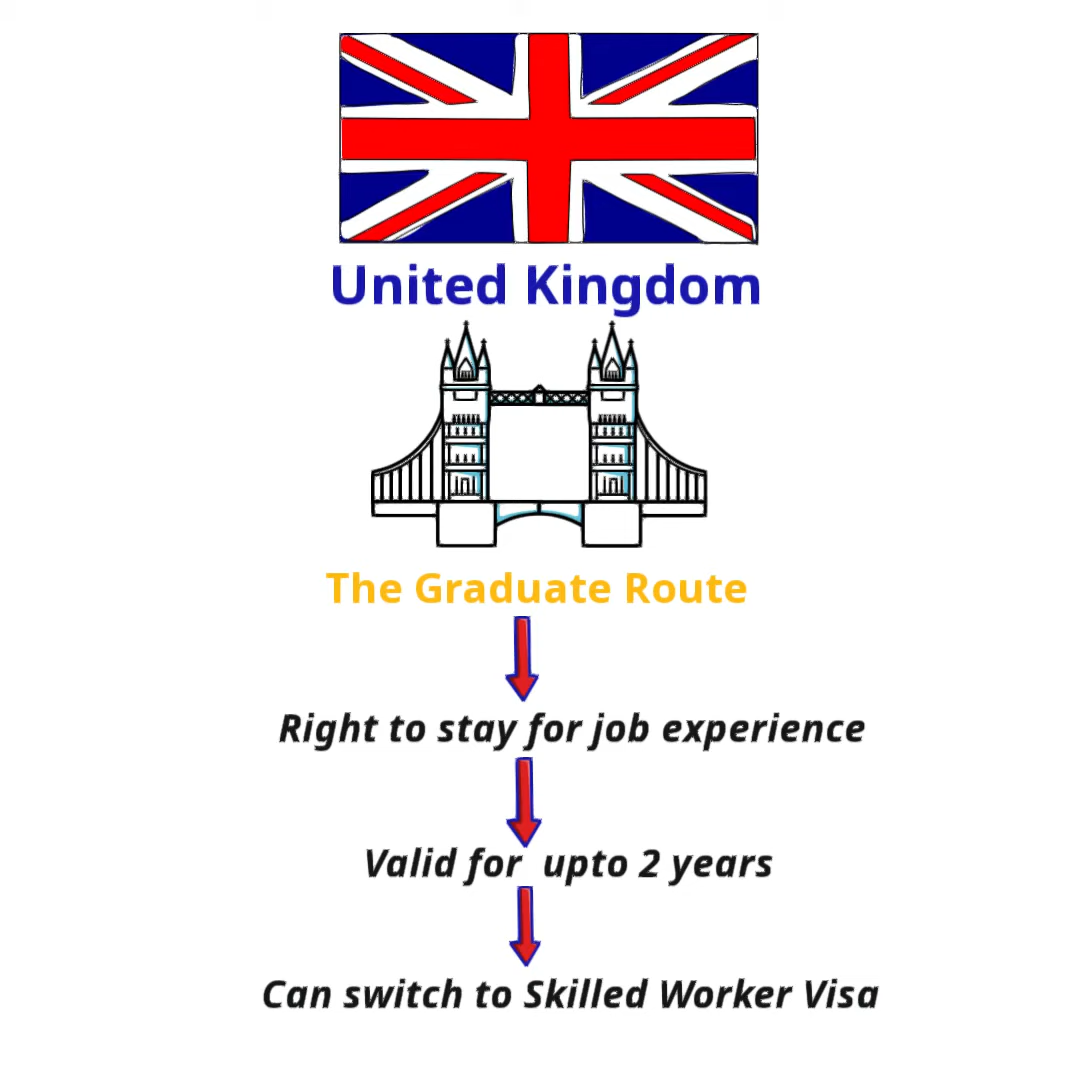 United Kingdom
The Graduate Route
Right to stay for job experience
Valid for upto 2 years
Can switch to Skilled Worker Visa